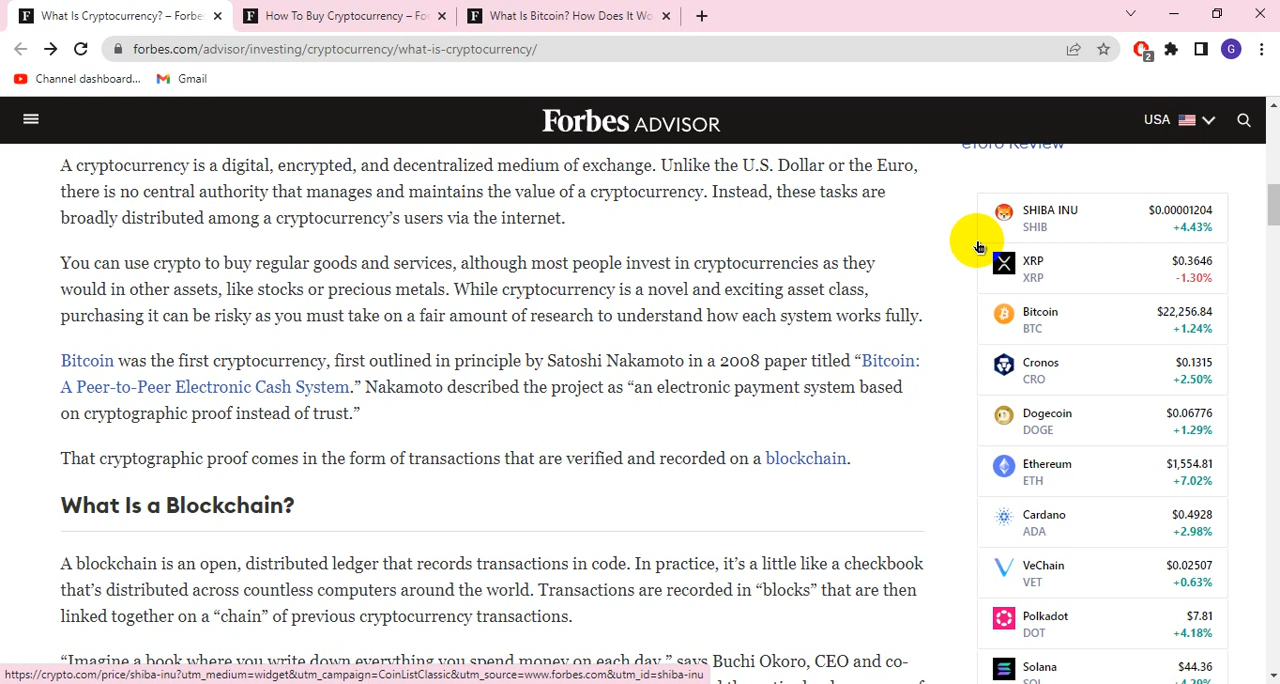 What Is Cryptocurrency? – Forbe
How To Buy Cryptocurrency – Fo
What Is Bitcoin? How Does It Wo
forbes.com/advisor/investing/cryptocurrency/what-is-cryptocurrency/
2
G
Channel dashboard...
Gmail
Forbes ADVISOR
USA
eToro Review
A cryptocurrency is a digital, encrypted, and decentralized medium of exchange. Unlike the U.S. Dollar or the Euro,
there is no central authority that manages and maintains the value of a cryptocurrency. Instead, these tasks are
broadly distributed among a cryptocurrency’s users via the internet.
You can use crypto to buy regular goods and services, although most people invest in cryptocurrencies as they
would in other assets, like stocks or precious metals. While cryptocurrency is a novel and exciting asset class,
purchasing it can be risky as you must take on a fair amount of research to understand how each system works fully.
Bitcoin was the first cryptocurrency, first outlined in principle by Satoshi Nakamoto in a 2008 paper titled “Bitcoin:
A Peer-to-Peer Electronic Cash System.” Nakamoto described the project as “an electronic payment system based
on cryptographic proof instead of trust.”
That cryptographic proof comes in the form of transactions that are verified and recorded on a blockchain.
What Is a Blockchain?
A blockchain is an open, distributed ledger that records transactions in code. In practice, it’s a little like a checkbook
that’s distributed across countless computers around the world. Transactions are recorded in “blocks” that are then
linked together on a “chain” of previous cryptocurrency transactions.
“Imagine a book where you write down everything you spend money on each day,” says Buchi Okoro, CEO and co-
https://crypto.com/price/shiba-inu?utm_medium=widget&utm_campaign=CoinListClassic&utm_source=www.forbes.com&utm_id=shiba-inu
SHIBA INU $0.00001204
SHIB +4.43%
XRP $0.3646
XRP -1.30%
Bitcoin $22,256.84
BTC +1.24%
Cronos $0.1315
CRO +2.50%
Dogecoin $0.06776
DOGE +1.29%
Ethereum $1,554.81
ETH +7.02%
Cardano $0.4928
ADA +2.98%
VeChain $0.02507
VET +0.63%
Polkadot $7.81
DOT +4.18%
Solana $44.36
SOL +4.29%